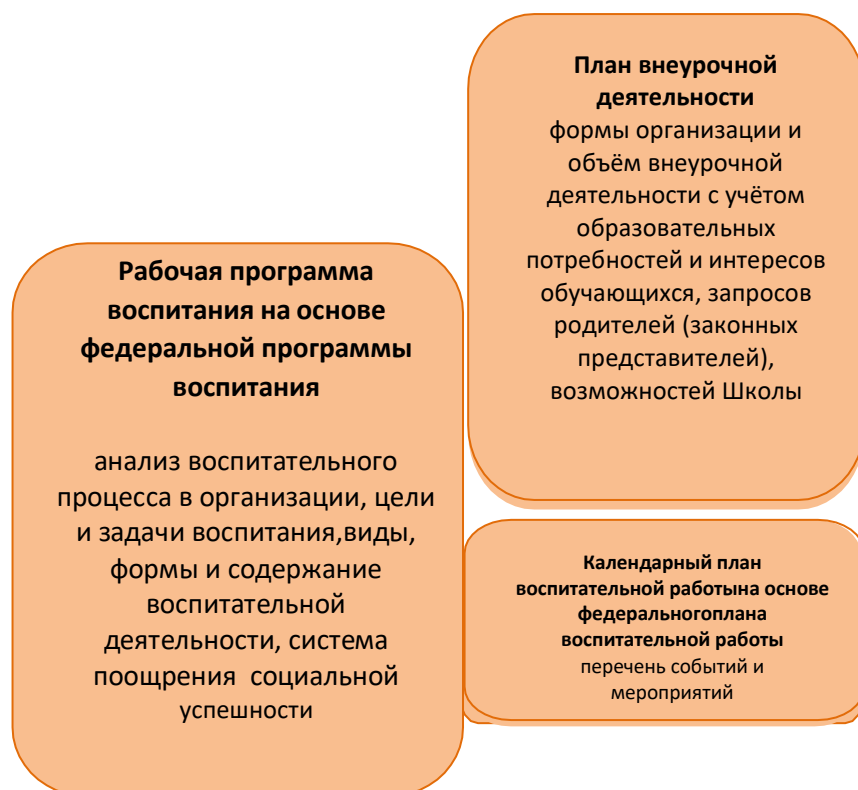 План внеурочной
деятельности
формы организации и
объём внеурочной
деятельности с учётом
образовательных
потребностей и интересов
обучающихся, запросов
родителей (законных
представителей),
возможностей Школы
Рабочая программа
воспитания на основе
федеральной программы
воспитания
анализ воспитательного
процесса в организации, цели
и задачи воспитания,виды,
формы и содержание
воспитательной
деятельности, система
поощрения социальной
успешности
Календарный план
воспитательной работына основе
федеральногоплана
воспитательной работы
перечень событий и
мероприятий